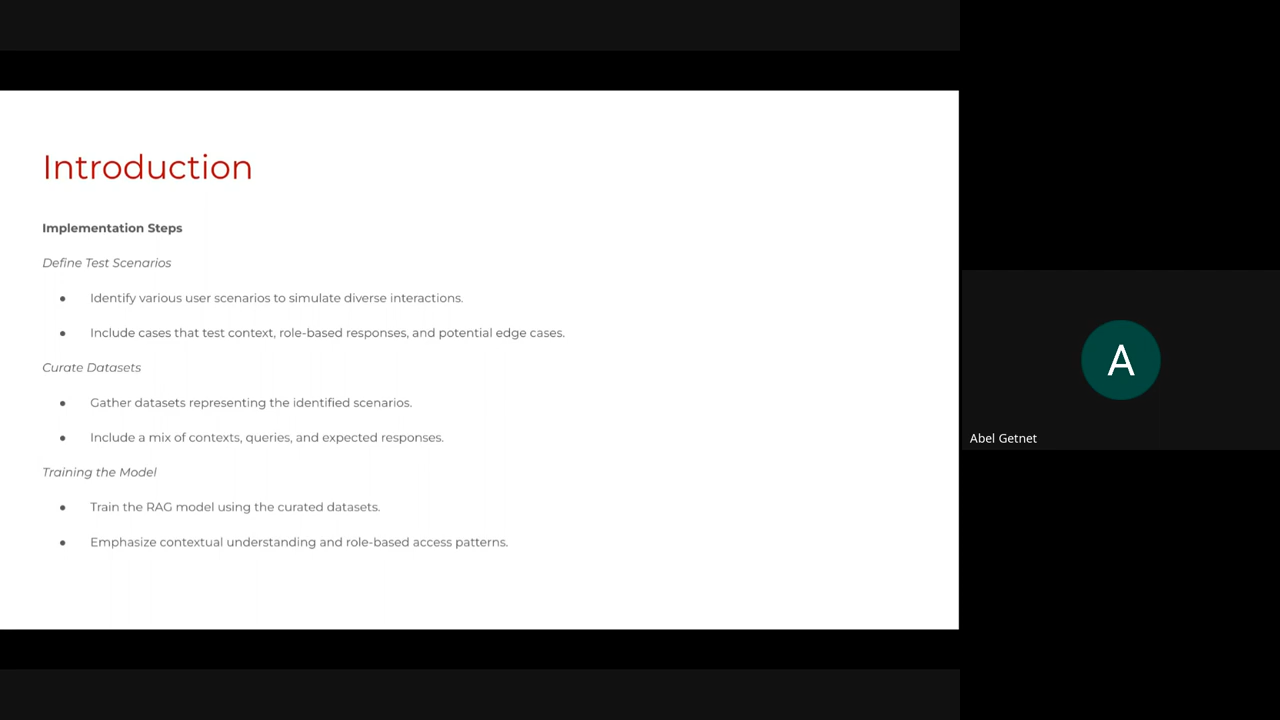 Introduction
Implementation Steps
Define Test Scenarios
● Identify various user scenarios to simulate diverse interactions.
● Include cases that test context, role-based responses, and potential edge cases.
Curate Datasets
● Gather datasets representing the identified scenarios.
● Include a mix of contexts, queries, and expected responses.
Training the Model
● Train the RAG model using the curated datasets.
● Emphasize contextual understanding and role-based access patterns.
A
Abel Getnet